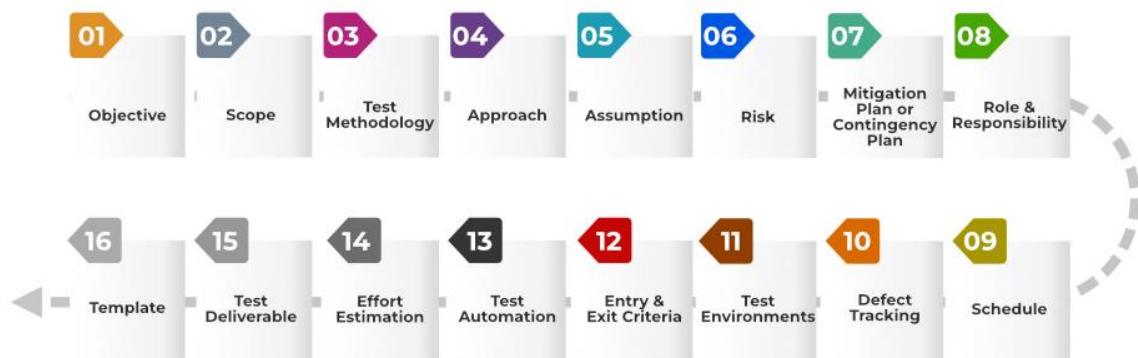 01
Objective
02
Scope
03
Test
Methodology
04
Approach
05
Assumption
06
Risk
07
Mitigation
Plan or
Contingency
Plan
08
Role &
Responsibility
09
Schedule
10
Defect
Tracking
11
Test
Environments
12
Entry &
Exit Criteria
13
Test
Automation
14
Effort
Estimation
15
Test
Deliverable
16
Template